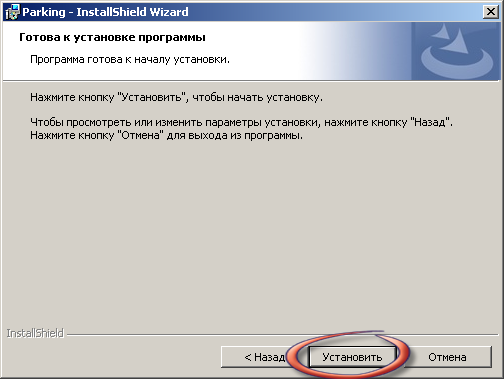 Parking - InstallShield Wizard
Готова к установке программы
Программа готова к началу установки.
Нажмите кнопку "Установить", чтобы начать установку.
Чтобы просмотреть или изменить параметры установки, нажмите кнопку "Назад".
Нажмите кнопку "Отмена" для выхода из программы.
InstallShield
< Назад Установить Отмена